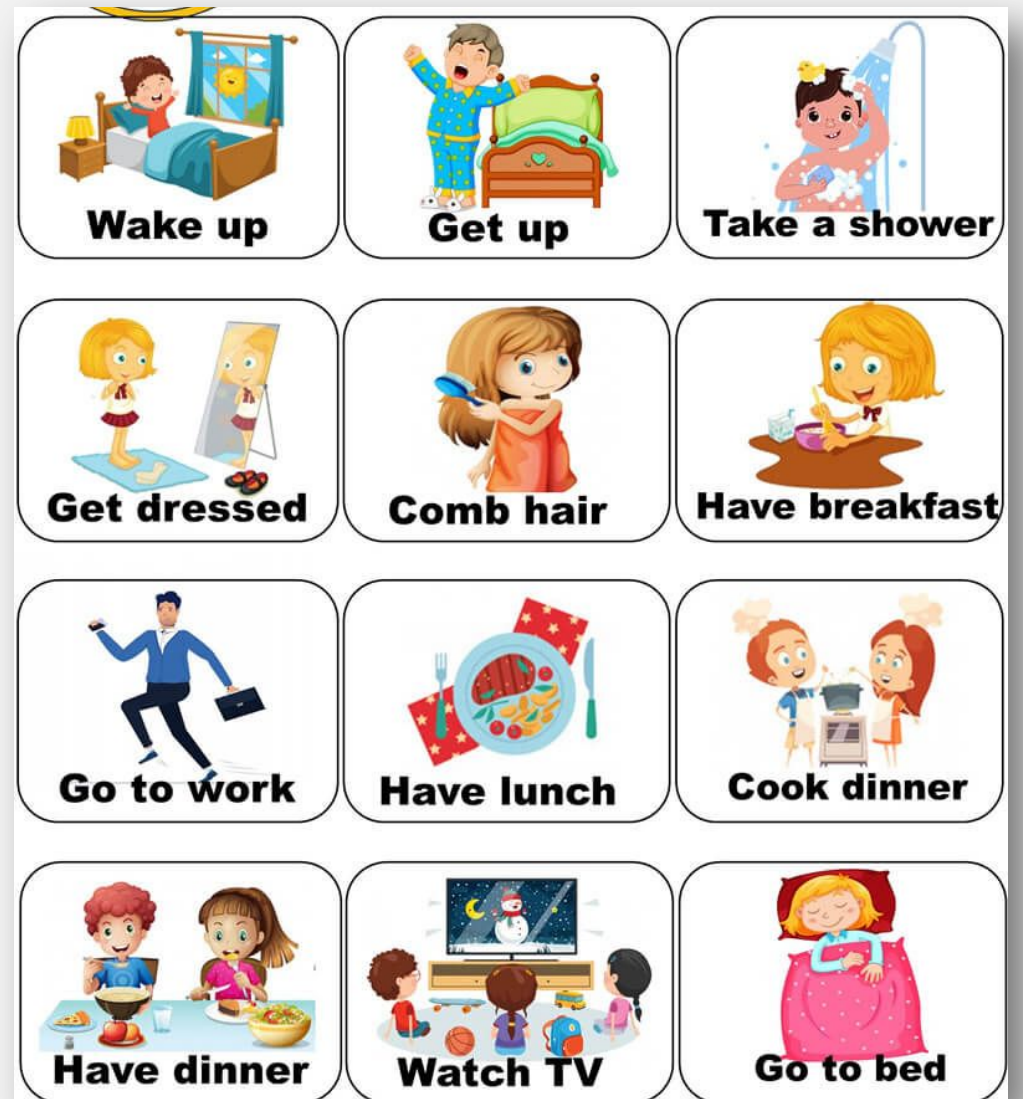 Wake up
Get up
Take a shower
Get dressed
Comb hair
Have breakfast
Go to work
Have lunch
Cook dinner
Have dinner
Watch TV
Go to bed